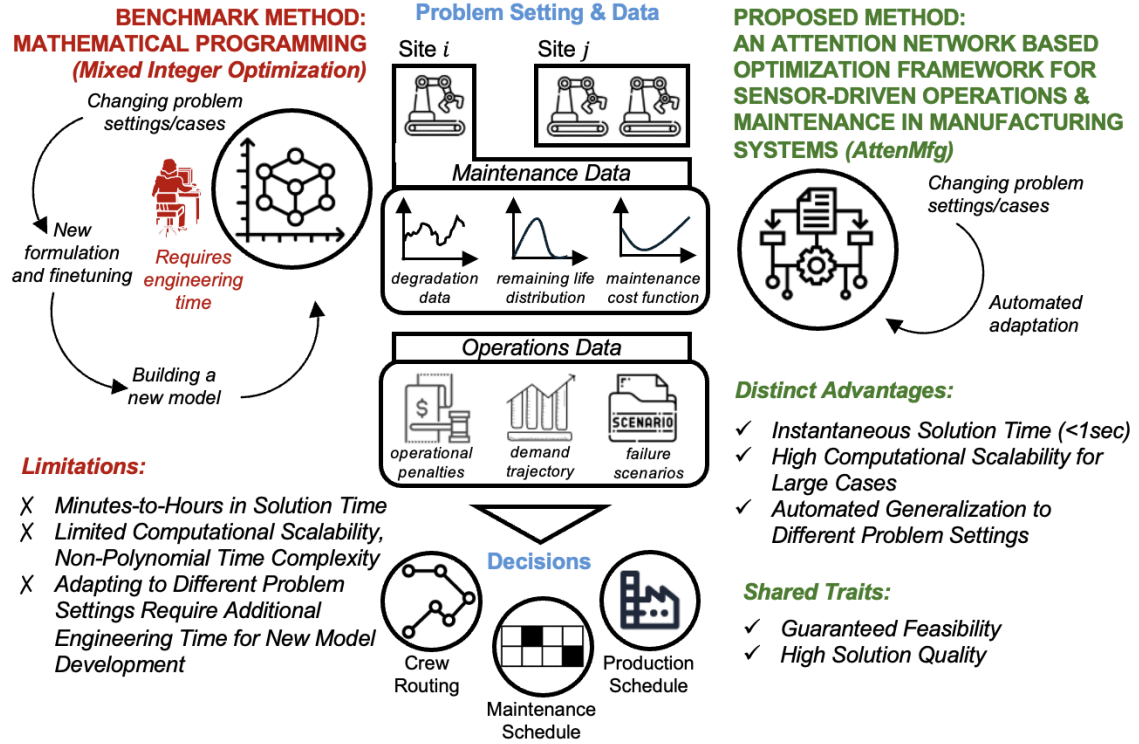 BENCHMARK METHOD:
MATHEMATICAL PROGRAMMING
(Mixed Integer Optimization)
Changing problem
settings/cases
New
formulation
and finetuning
Requires
engineering
time
Building a
new model
Limitations:
✗ Minutes-to-Hours in Solution Time
✗ Limited Computational Scalability,
Non-Polynomial Time Complexity
✗ Adapting to Different Problem
Settings Require Additional
Engineering Time for New Model
Development
Problem Setting & Data
Site i
Site j
Maintenance Data
degradation
data
remaining life
distribution
maintenance
cost function
Operations Data
$
SCENARIO
operational
penalties
demand
trajectory
failure
scenarios
Decisions
Crew
Routing
Maintenance
Schedule
Production
Schedule
PROPOSED METHOD:
AN ATTENTION NETWORK BASED
OPTIMIZATION FRAMEWORK FOR
SENSOR-DRIVEN OPERATIONS &
MAINTENANCE IN MANUFACTURING
SYSTEMS (AttenMfg)
Changing problem
settings/cases
Automated
adaptation
Distinct Advantages:
✓ Instantaneous Solution Time (<1sec)
✓ High Computational Scalability for
Large Cases
✓ Automated Generalization to
Different Problem Settings
Shared Traits:
✓ Guaranteed Feasibility
✓ High Solution Quality